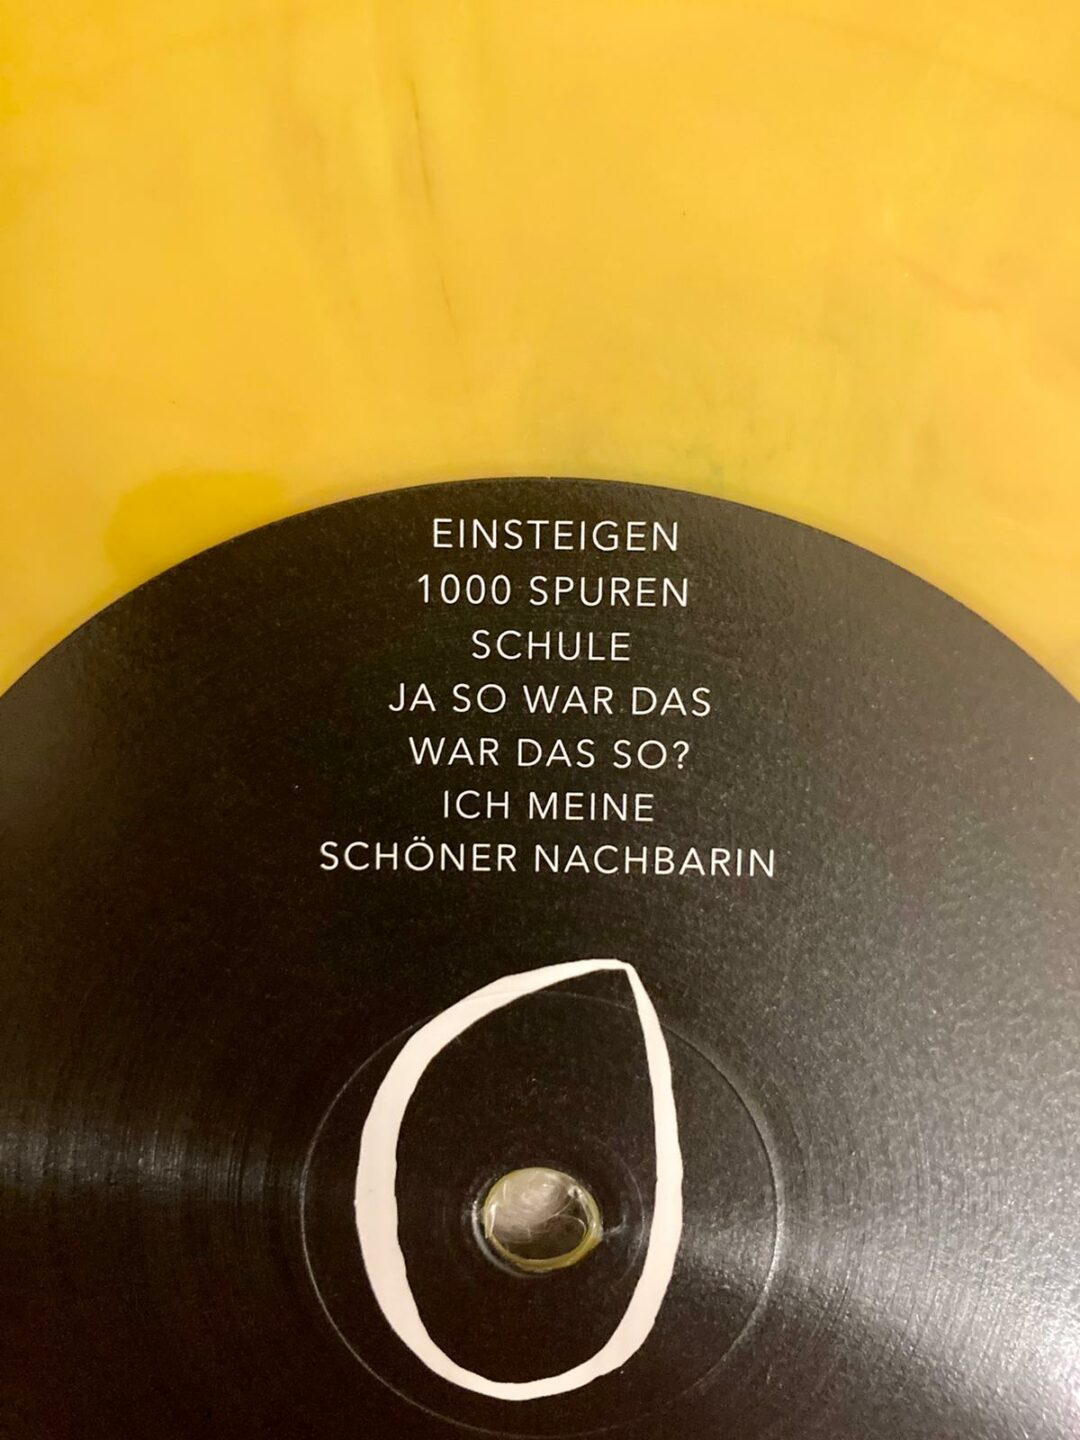 EINSTEIGEN
1000 SPUREN
SCHULE
JA SO WAR DAS
WAR DAS SO?
ICH MEINE
SCHÖNER NACHBARIN